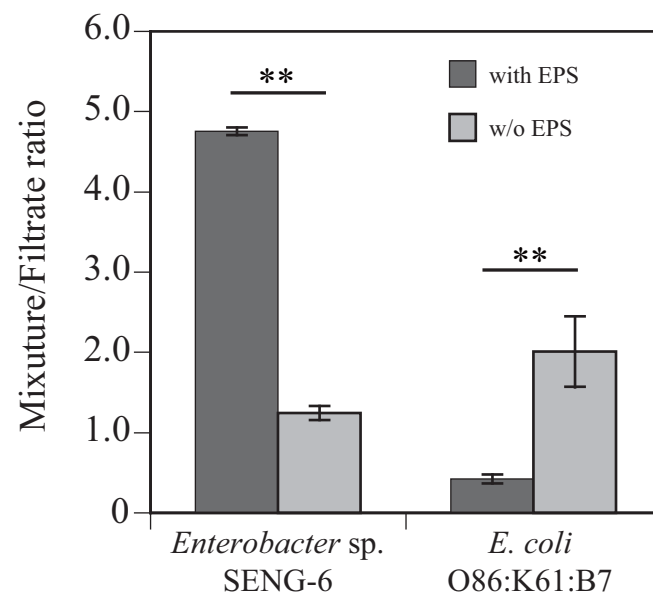 6.0
5.0
4.0
3.0
2.0
1.0
0
Mixuture/Filtrate ratio
with EPS
w/o EPS
**
**
Enterobacter sp.
SENG-6
E. coli
O86:K61:B7